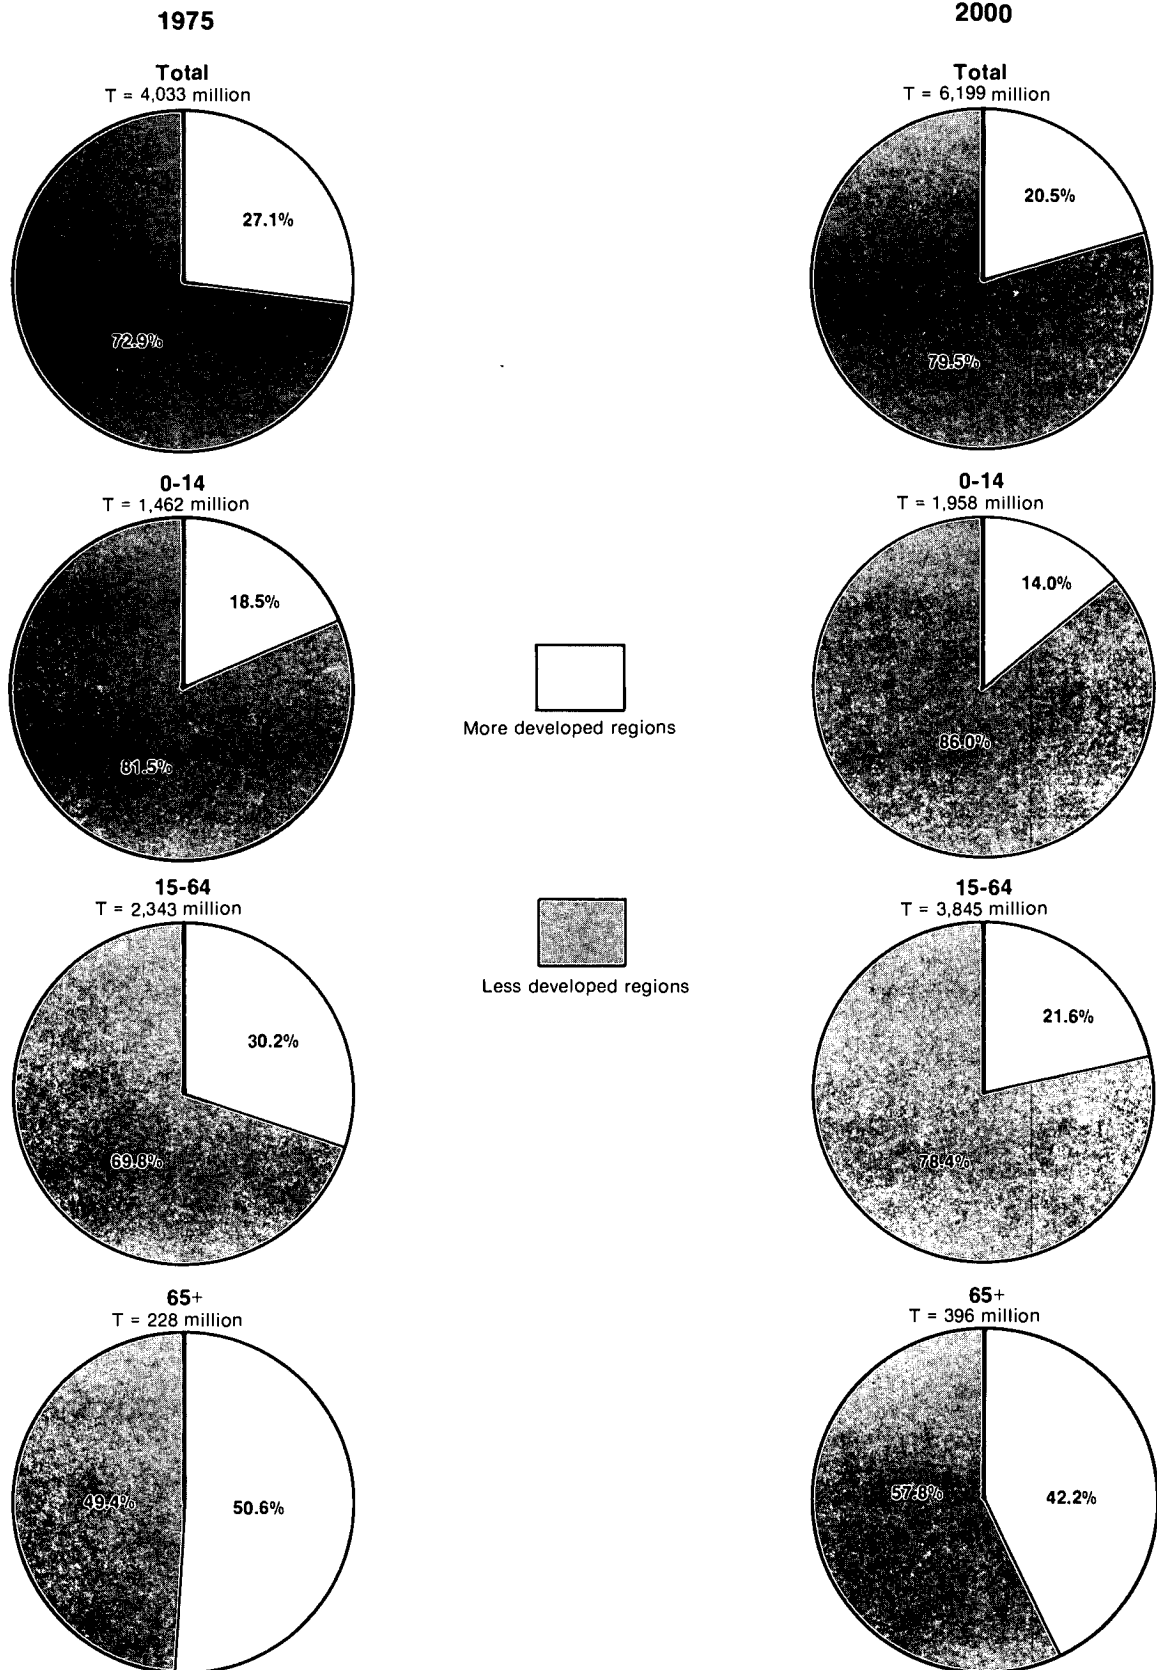 1975
Total
T = 4,033 million
27.1%
72.9%
0-14
T = 1,462 million
18.5%
81.5%
15-64
T = 2,343 million
30.2%
69.8%
65+
T = 228 million
49.4%
50.6%
More developed regions
Less developed regions
2000
Total
T = 6,199 million
20.5%
79.5%
0-14
T = 1,958 million
14.0%
86.0%
15-64
T = 3,845 million
21.6%
78.4%
65+
T = 396 million
57.8%
42.2%